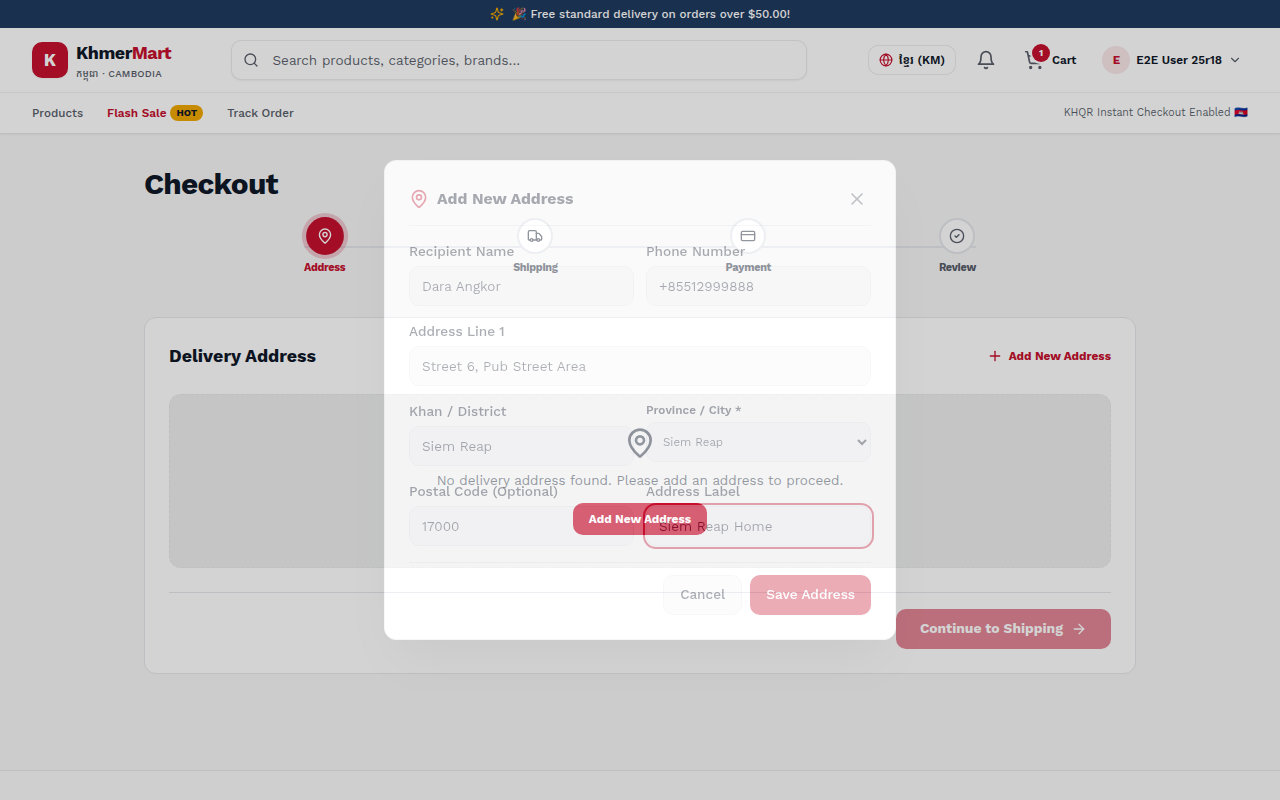 ✨ 🎉 Free standard delivery on orders over $50.00!
K KhmerMart
CAMBODIA
Search products, categories, brands...
ខ្មែរ (KM)
1
Cart
E
E2E User 25r18
Products
Flash Sale HOT
Track Order
KHQR Instant Checkout Enabled 🇰🇭
Checkout
Address
Shipping
Payment
Review
Delivery Address
Add New Address
No delivery address found. Please add an address to proceed.
Add New Address
Continue to Shipping
Add New Address
Recipient Name
Phone Number
Dara Angkor
+85512999888
Address Line 1
Street 6, Pub Street Area
Khan / District
Province / City *
Siem Reap
Siem Reap
Postal Code (Optional)
Address Label
17000
Siem Reap Home
Cancel
Save Address